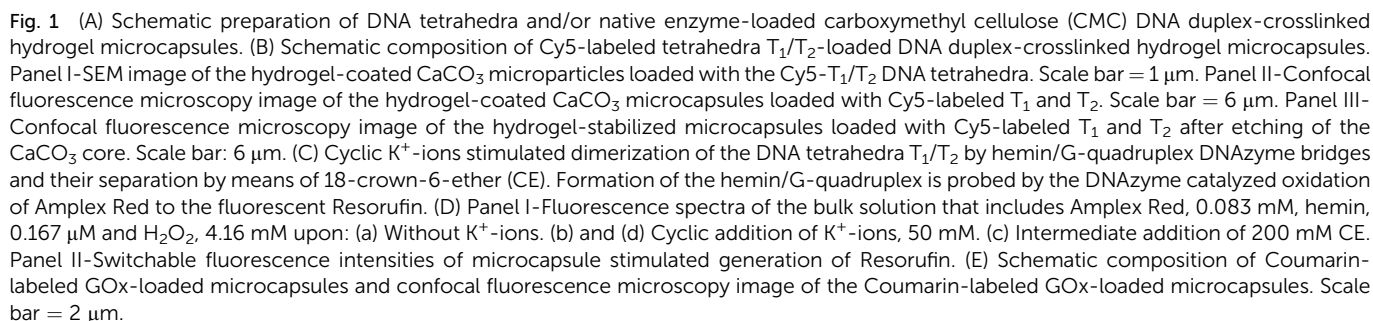 Fig. 1 (A) Schematic preparation of DNA tetrahedra and/or native enzyme-loaded carboxymethyl cellulose (CMC) DNA duplex-crosslinked
hydrogel microcapsules. (B) Schematic composition of Cy5-labeled tetrahedra T₁/T₂-loaded DNA duplex-crosslinked hydrogel microcapsules.
Panel I-SEM image of the hydrogel-coated CaCO₃ microparticles loaded with the Cy5-T₁/T₂ DNA tetrahedra. Scale bar = 1 μm. Panel II-Confocal
fluorescence microscopy image of the hydrogel-coated CaCO₃ microcapsules loaded with Cy5-labeled T₁ and T₂. Scale bar = 6 μm. Panel III-
Confocal fluorescence microscopy image of the hydrogel-stabilized microcapsules loaded with Cy5-labeled T₁ and T₂ after etching of the
CaCO₃ core. Scale bar: 6 μm. (C) Cyclic K⁺-ions stimulated dimerization of the DNA tetrahedra T₁/T₂ by hemin/G-quadruplex DNAzyme bridges
and their separation by means of 18-crown-6-ether (CE). Formation of the hemin/G-quadruplex is probed by the DNAzyme catalyzed oxidation
of Amplex Red to the fluorescent Resorufin. (D) Panel I-Fluorescence spectra of the bulk solution that includes Amplex Red, 0.083 mM, hemin,
0.167 μM and H₂O₂, 4.16 mM upon: (a) Without K⁺-ions. (b) and (d) Cyclic addition of K⁺-ions, 50 mM. (c) Intermediate addition of 200 mM CE.
Panel II-Switchable fluorescence intensities of microcapsule stimulated generation of Resorufin. (E) Schematic composition of Coumarin-
labeled GOx-loaded microcapsules and confocal fluorescence microscopy image of the Coumarin-labeled GOx-loaded microcapsules. Scale
bar = 2 μm.